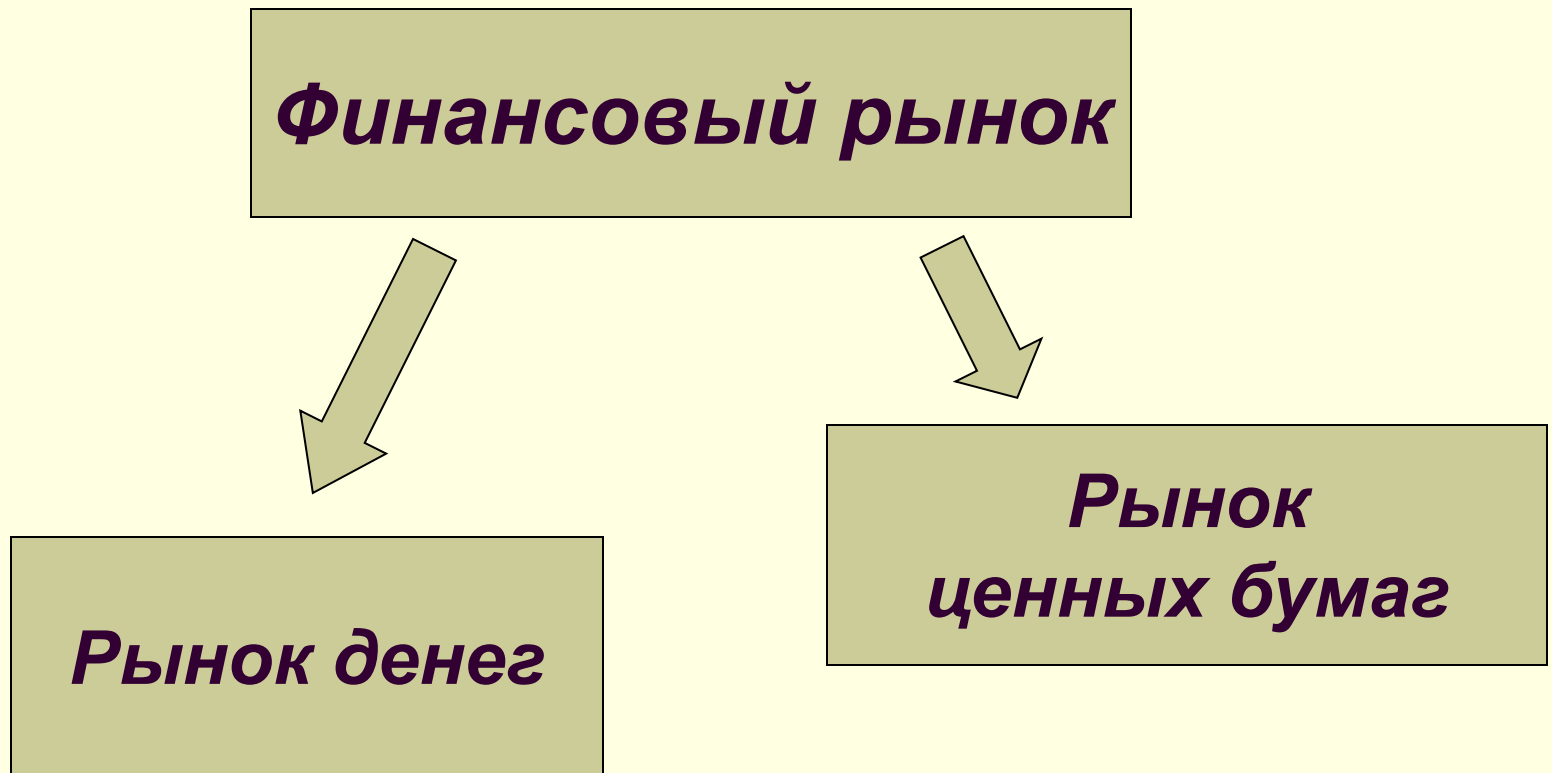 Финансовый рынок
Рынок
ценных бумаг
Рынок денег